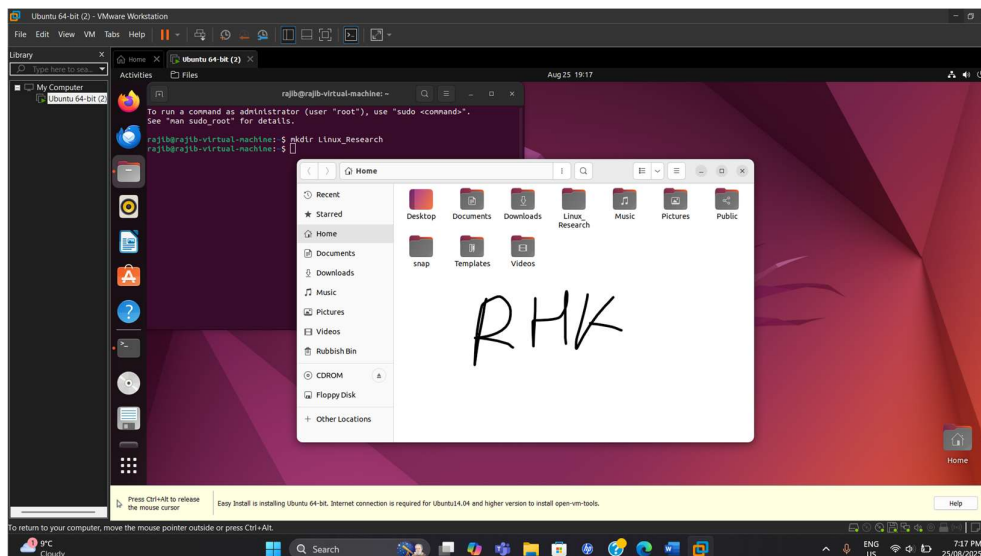 Ubuntu 64-bit (2) - VMware Workstation
File Edit View VM Tabs Help
Library X
Type here to sea...
Home X Ubuntu 64-bit (2) X
My Computer
Ubuntu 64-bit (2)
Activities Files Aug 25 19:17
rajib@rajib-virtual-machine: ~
To run a command as administrator (user "root"), use "sudo <command>".
See "man sudo_root" for details.
rajib@rajib-virtual-machine:~$ mkdir Linux_Research
rajib@rajib-virtual-machine:~$
Home
Recent
Starred
Home
Documents
Downloads
Music
Pictures
Videos
Rubbish Bin
CDROM
Floppy Disk
+ Other Locations
Desktop Documents Downloads Linux_ Music Pictures Public
Research
snap Templates Videos
RHK
Home
Press Ctrl+Alt to release
the mouse cursor
Easy Install is installing Ubuntu 64-bit. Internet connection is required for Ubuntu14.04 and higher version to install open-vm-tools.
Help
To return to your computer, move the mouse pointer outside or press Ctrl+Alt.
1
9°C
Cloudy
Search
ENG
US
7:17 PM
25/08/2025